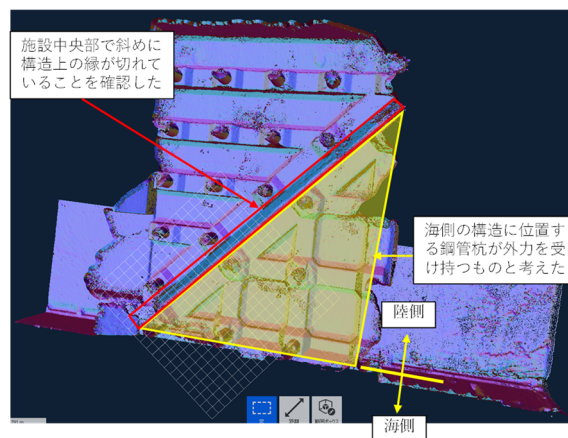 施設中央部で斜めに
構造上の縁が切れて
いることを確認した
海側の構造に位置す
る鋼管杭が外力を受
け持つものと考えた
陸側
海側